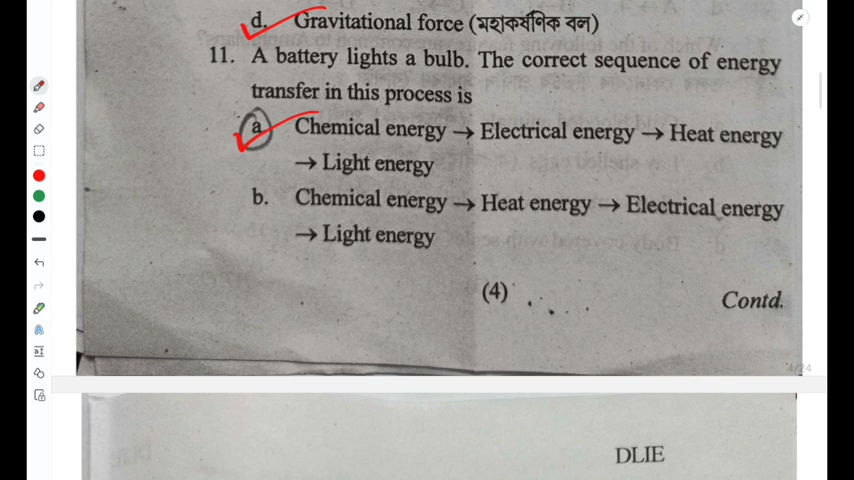 d. Gravitational force (মহাকর্ষণিক বল)
11. A battery lights a bulb. The correct sequence of energy
transfer in this process is
a Chemical energy → Electrical energy → Heat energy
→ Light energy
b. Chemical energy → Heat energy → Electrical energy
→ Light energy
(4)
Contd.
4/24
DLIE